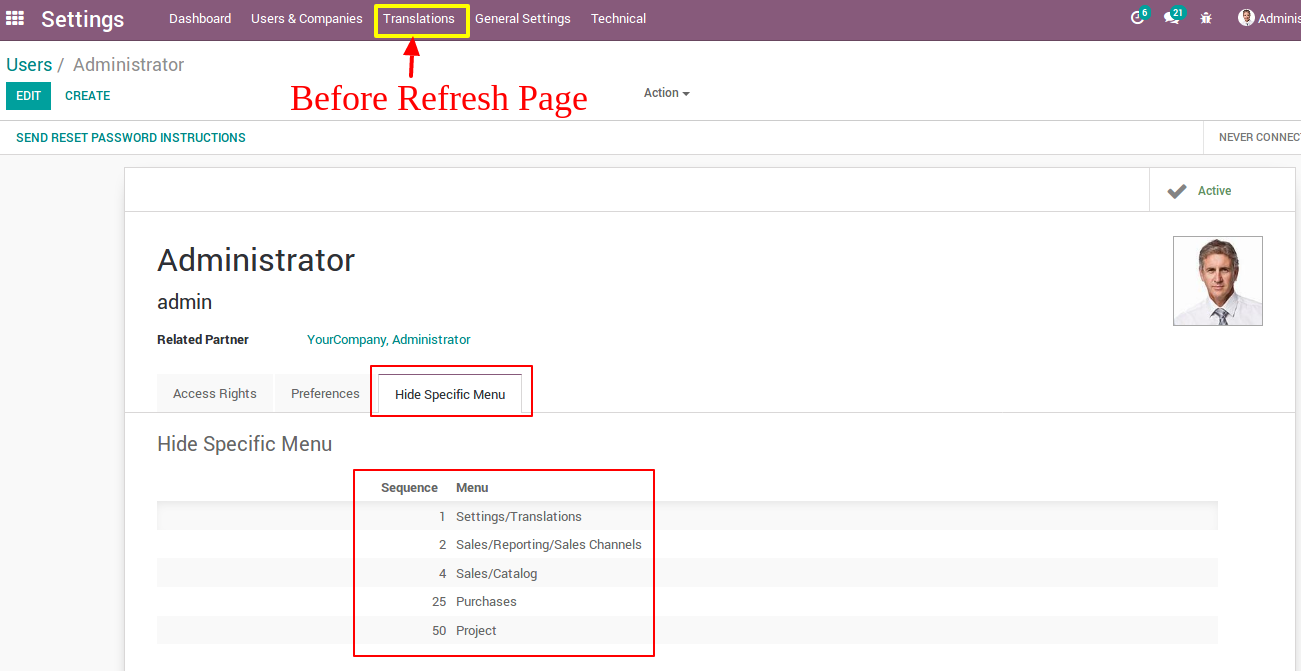 Settings Dashboard Users & Companies Translations General Settings Technical 6 21 Adminis
Users / Administrator
Before Refresh Page
EDIT CREATE Action
SEND RESET PASSWORD INSTRUCTIONS NEVER CONNEC
Active
Administrator
admin
Related Partner YourCompany, Administrator
Access Rights Preferences Hide Specific Menu
Hide Specific Menu
Sequence Menu
1 Settings/Translations
2 Sales/Reporting/Sales Channels
4 Sales/Catalog
25 Purchases
50 Project